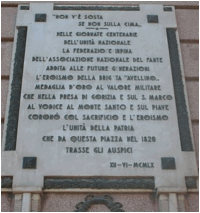 "NON V'È SOSTA
SE NON SULLA CIMA..
NELLE GIORNATE CENTENARIE
DELL'UNITÀ NAZIONALE
LA FEDERAZIONE IRPINA
DELL'ASSOCIAZIONE NAZIONALE DEL FANTE
ADDITA ALLE FUTURE GENERAZIONI
L'EROISMO DELLA BRIG TA "AVELLINO"
MEDAGLIA D'ORO AL VALORE MILITARE
CHE NELLA PRESA DI GORIZIA E SUL S. MARCO
AL VODICE AL MONTE SANTO E SUL PIAVE
CORONÒ COL SACRIFICIO E L'EROISMO
L'UNITÀ DELLA PATRIA
CHE DA QUESTA PIAZZA NEL 1820
TRASSE GLI AUSPICI
XII-VI-MCMLX